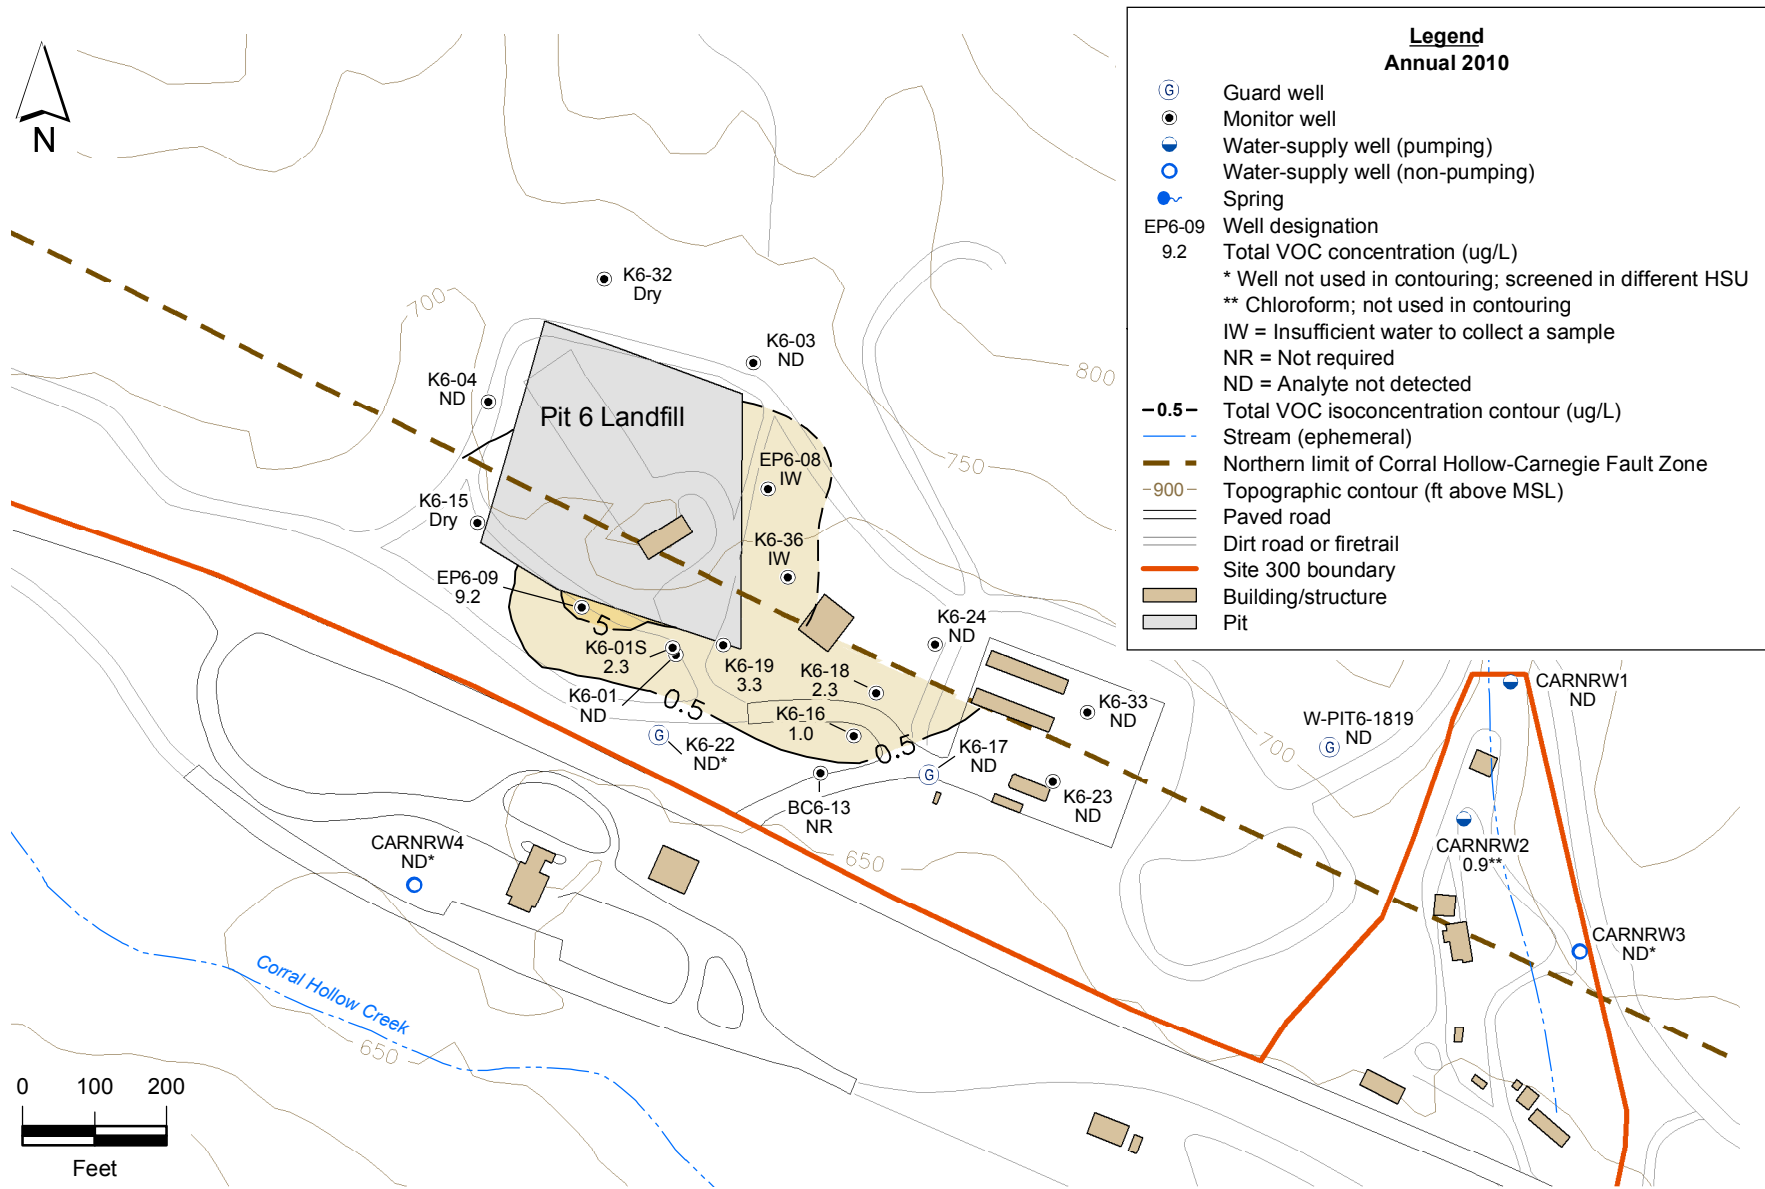 Legend
Annual 2010
Guard well
Monitor well
Water-supply well (pumping)
Water-supply well (non-pumping)
Spring
EP6-09 Well designation
9.2 Total VOC concentration (ug/L)
* Well not used in contouring; screened in different HSU
** Chloroform; not used in contouring
IW = Insufficient water to collect a sample
NR = Not required
ND = Analyte not detected
0.5 Total VOC isoconcentration contour (ug/L)
Stream (ephemeral)
Northern limit of Corral Hollow-Carnegie Fault Zone
900 Topographic contour (ft above MSL)
Paved road
Dirt road or firetrail
Site 300 boundary
Building/structure
Pit
G
N
K6-32
Dry
700
K6-03
ND
800
K6-04
ND
Pit 6 Landfill
750
EP6-08
IW
K6-15
Dry
K6-36
IW
EP6-09
9.2
5
K6-24
ND
K6-01S
2.3
K6-19
3.3
K6-18
2.3
K6-01
ND
0.5
K6-16
1.0
K6-33
ND
CARNRW1
ND
W-PIT6-1819
ND
G
700
G
K6-22
ND*
0.5
K6-17
ND
G
K6-23
ND
BC6-13
NR
CARNRW4
ND*
650
CARNRW2
0.9**
CARNRW3
ND*
Corral Hollow Creek
650
0 100 200
Feet